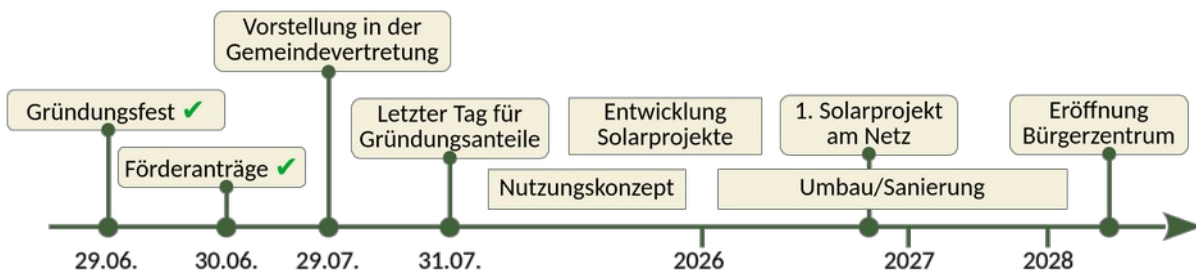 Vorstellung in der
Gemeindevertretung
Gründungsfest ✔
Letzter Tag für
Gründungsanteile
Entwicklung
Solarprojekte
1. Solarprojekt
am Netz
Eröffnung
Bürgerzentrum
Förderanträge ✔
Nutzungskonzept
Umbau/Sanierung
29.06.
30.06.
29.07.
31.07.
2026
2027
2028